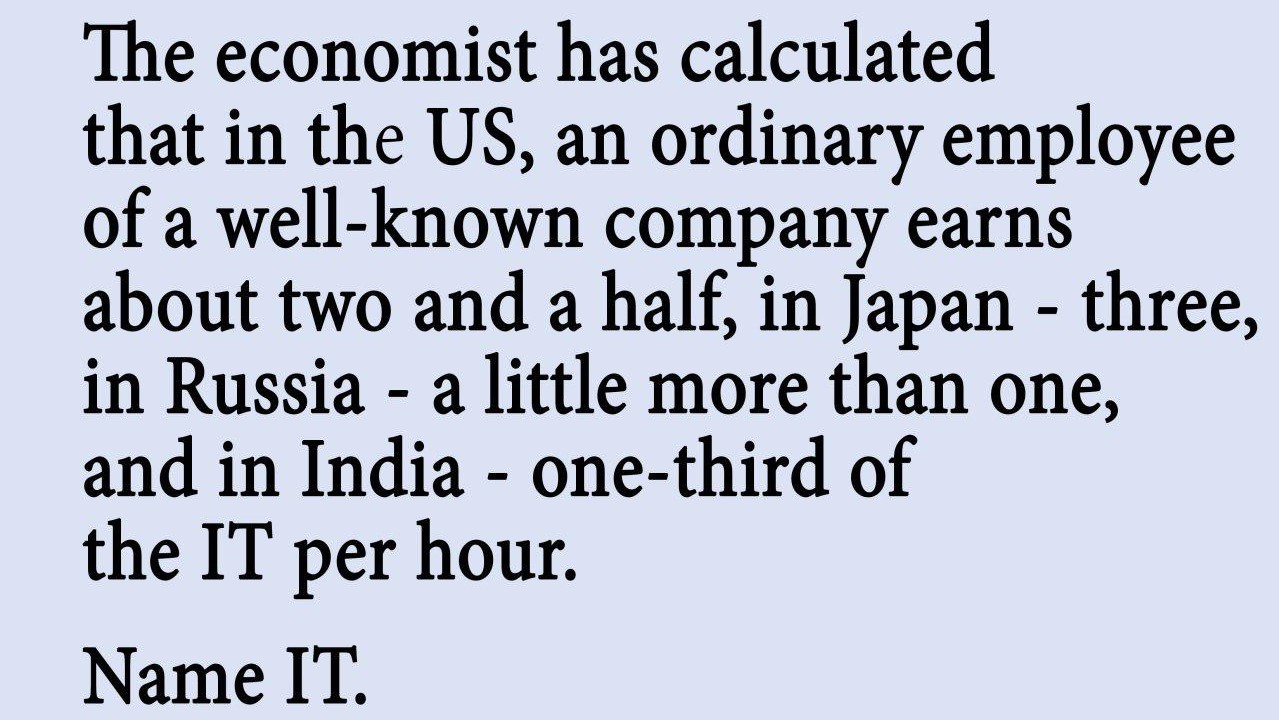 The economist has calculated
that in the US, an ordinary employee
of a well-known company earns
about two and a half, in Japan - three,
in Russia - a little more than one,
and in India - one-third of
the IT per hour.
Name IT.